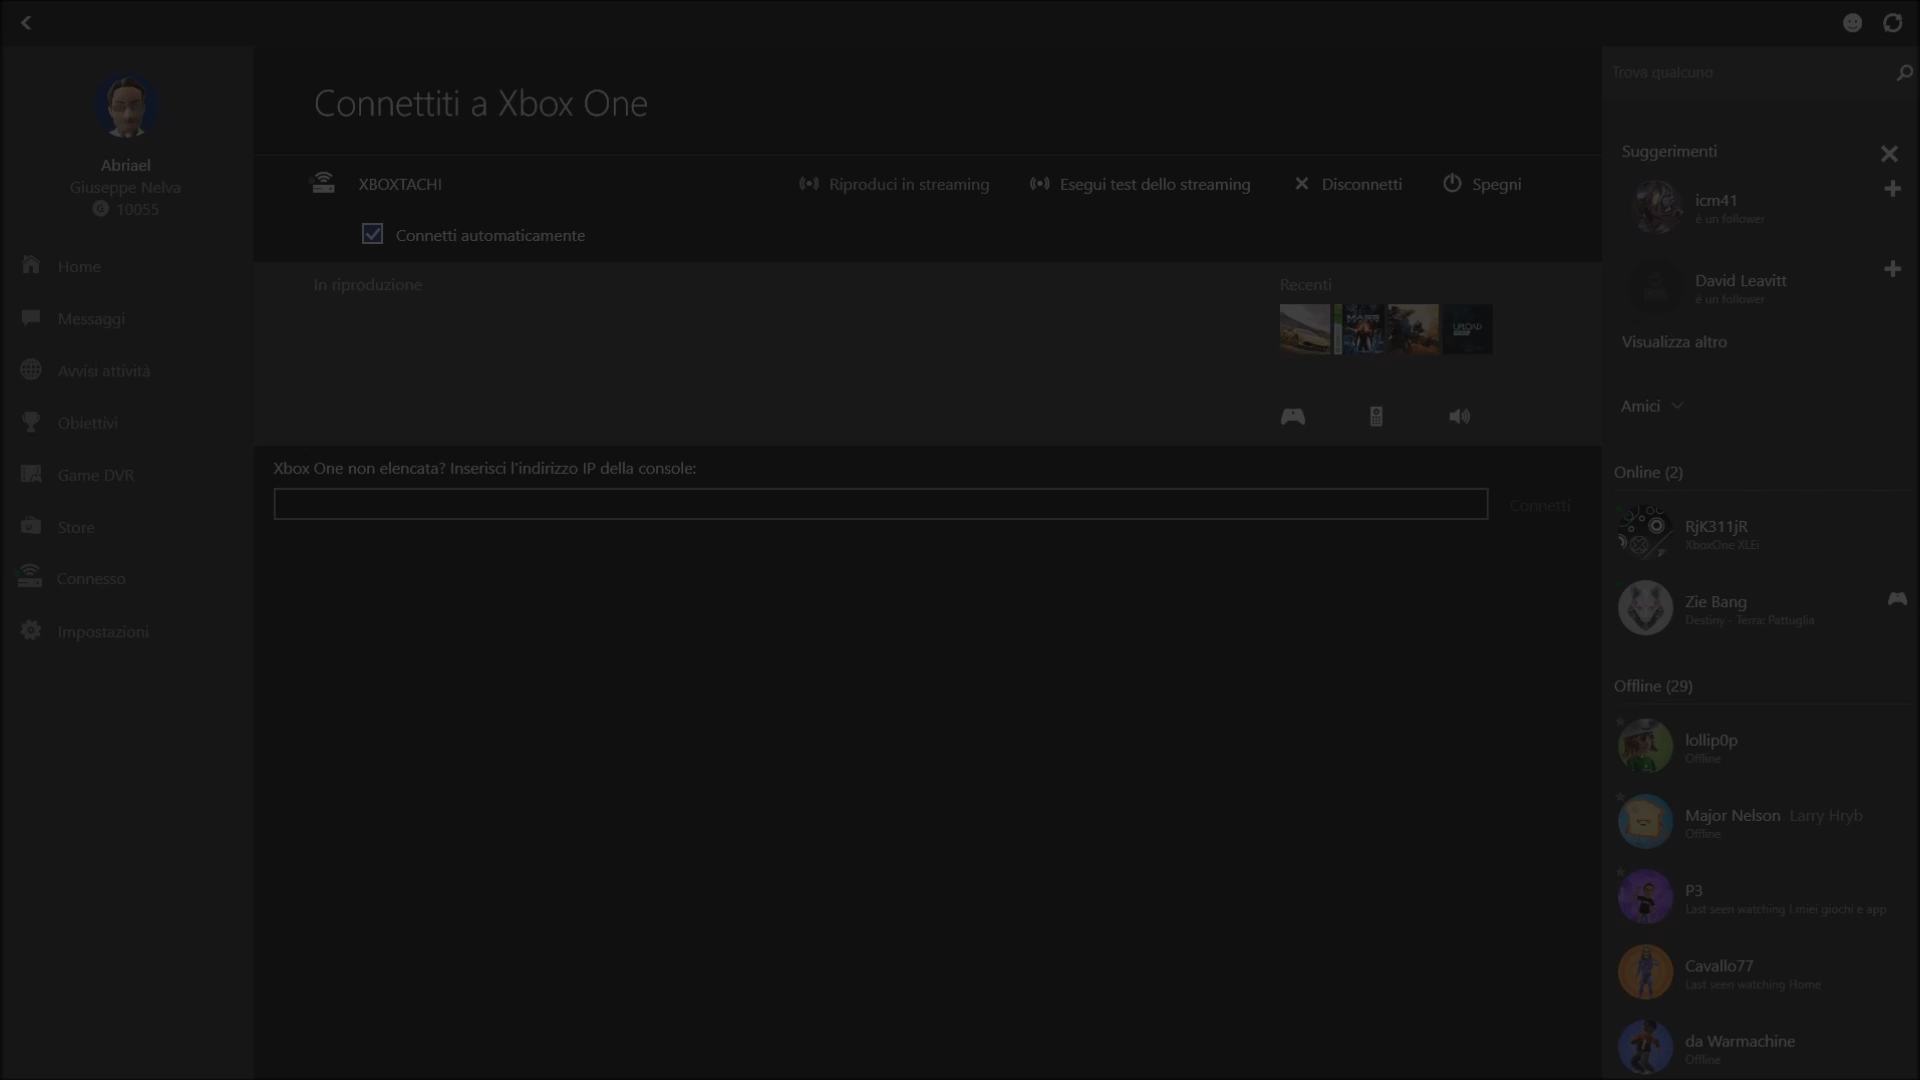 Abriael
Giuseppe Nelva
G 10055
Home
Messaggi
Avvisi attività
Obiettivi
Game DVR
Store
Connesso
Impostazioni
Connettiti a Xbox One
XBOXTACHI
Riproduci in streaming
Esegui test dello streaming
Disconnetti
Spegni
Connetti automaticamente
In riproduzione
Recenti
MASS
UPLOAD
Xbox One non elencata? Inserisci l'indirizzo IP della console:
Connetti
Trova qualcuno
Suggerimenti
icm41
è un follower
David Leavitt
è un follower
Visualizza altro
Amici
Online (2)
RjK311jR
XboxOne XLEi
Zie Bang
Destiny - Terra: Pattuglia
Offline (29)
lollip0p
Offline
Major Nelson Larry Hryb
Offline
P3
Last seen watching I miei giochi e app
Cavallo77
Last seen watching Home
da Warmachine
Offline